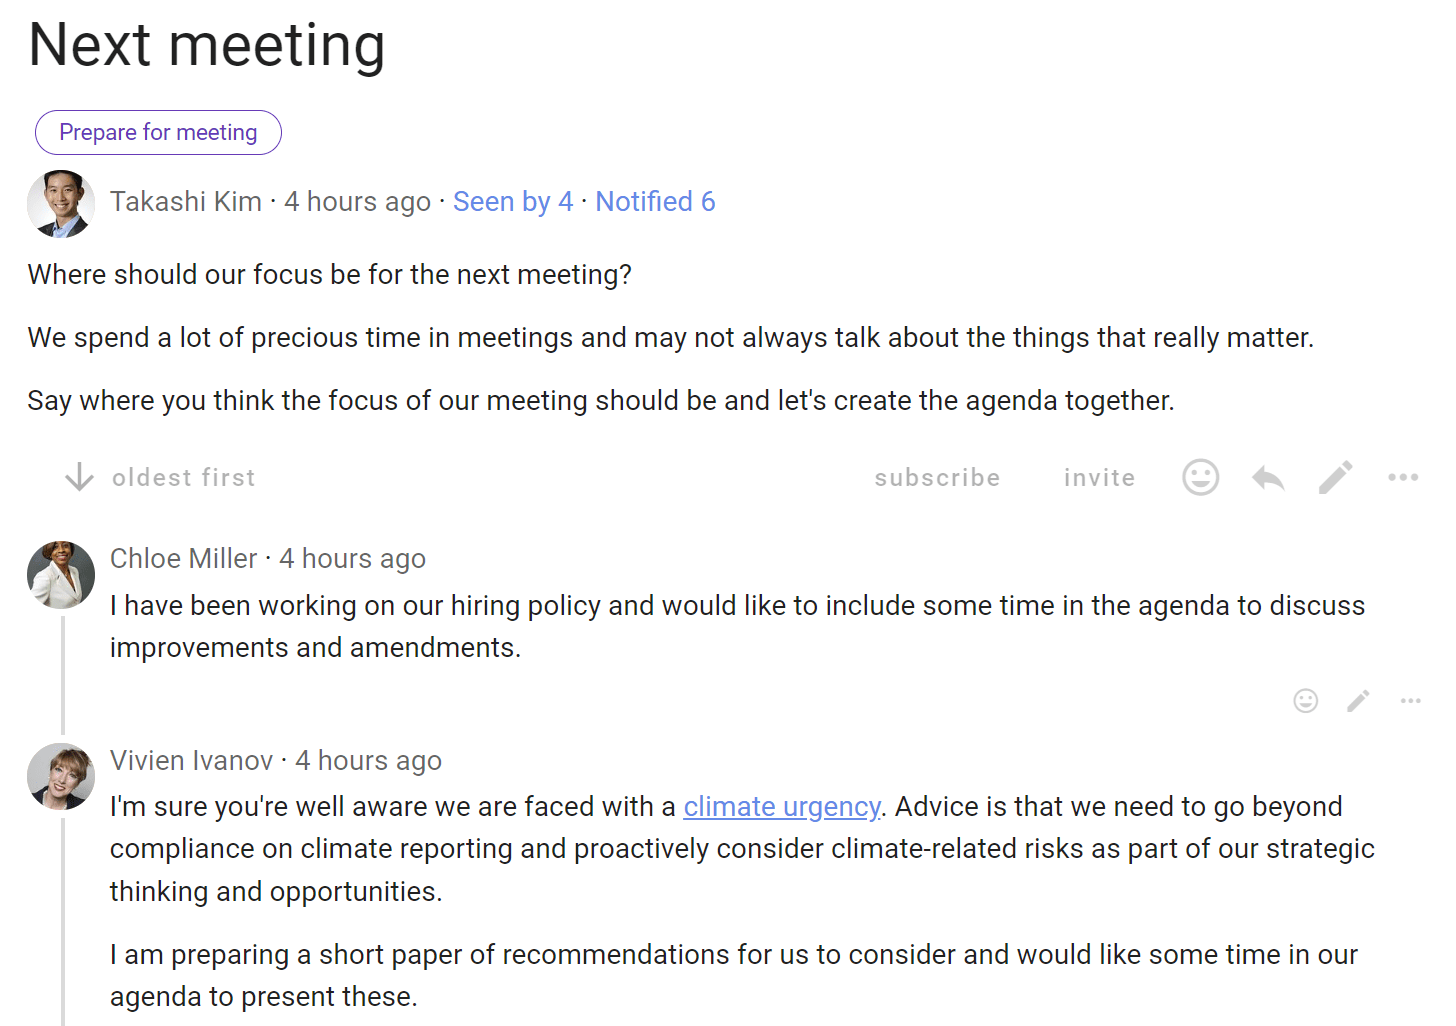 Next meeting
Prepare for meeting
Takashi Kim · 4 hours ago · Seen by 4 · Notified 6
Where should our focus be for the next meeting?
We spend a lot of precious time in meetings and may not always talk about the things that really matter.
Say where you think the focus of our meeting should be and let's create the agenda together.
oldest first subscribe invite
Chloe Miller · 4 hours ago
I have been working on our hiring policy and would like to include some time in the agenda to discuss
improvements and amendments.
Vivien Ivanov · 4 hours ago
I'm sure you're well aware we are faced with a climate urgency. Advice is that we need to go beyond
compliance on climate reporting and proactively consider climate-related risks as part of our strategic
thinking and opportunities.
I am preparing a short paper of recommendations for us to consider and would like some time in our
agenda to present these.